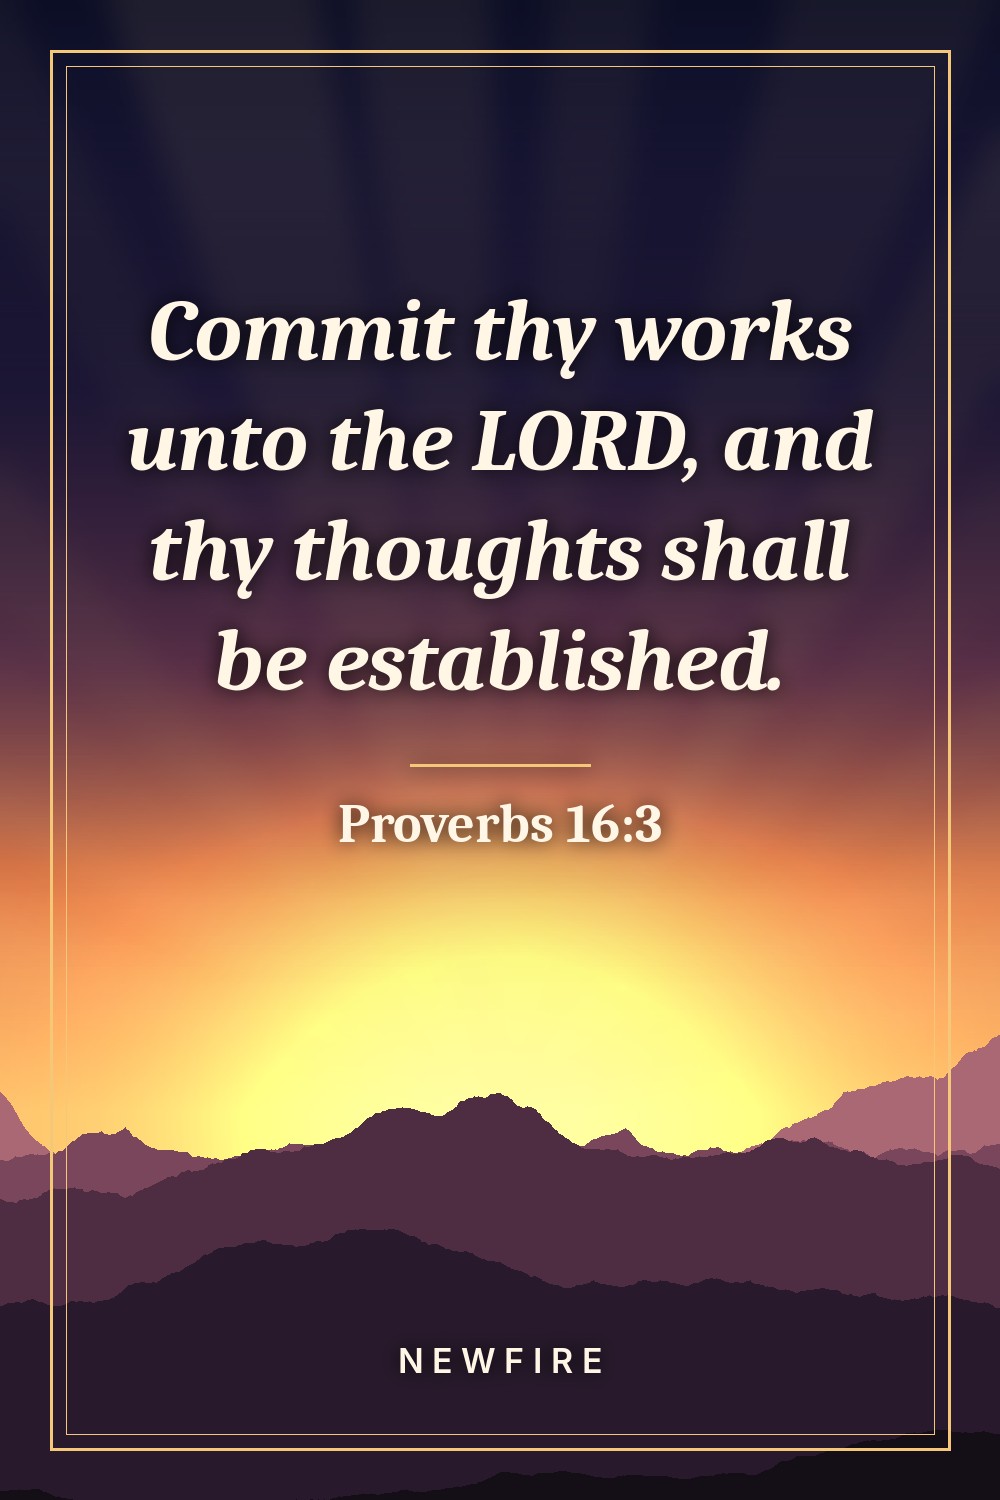 Commit thy works
unto the LORD, and
thy thoughts shall
be established.
Proverbs 16:3
NEWFIRE